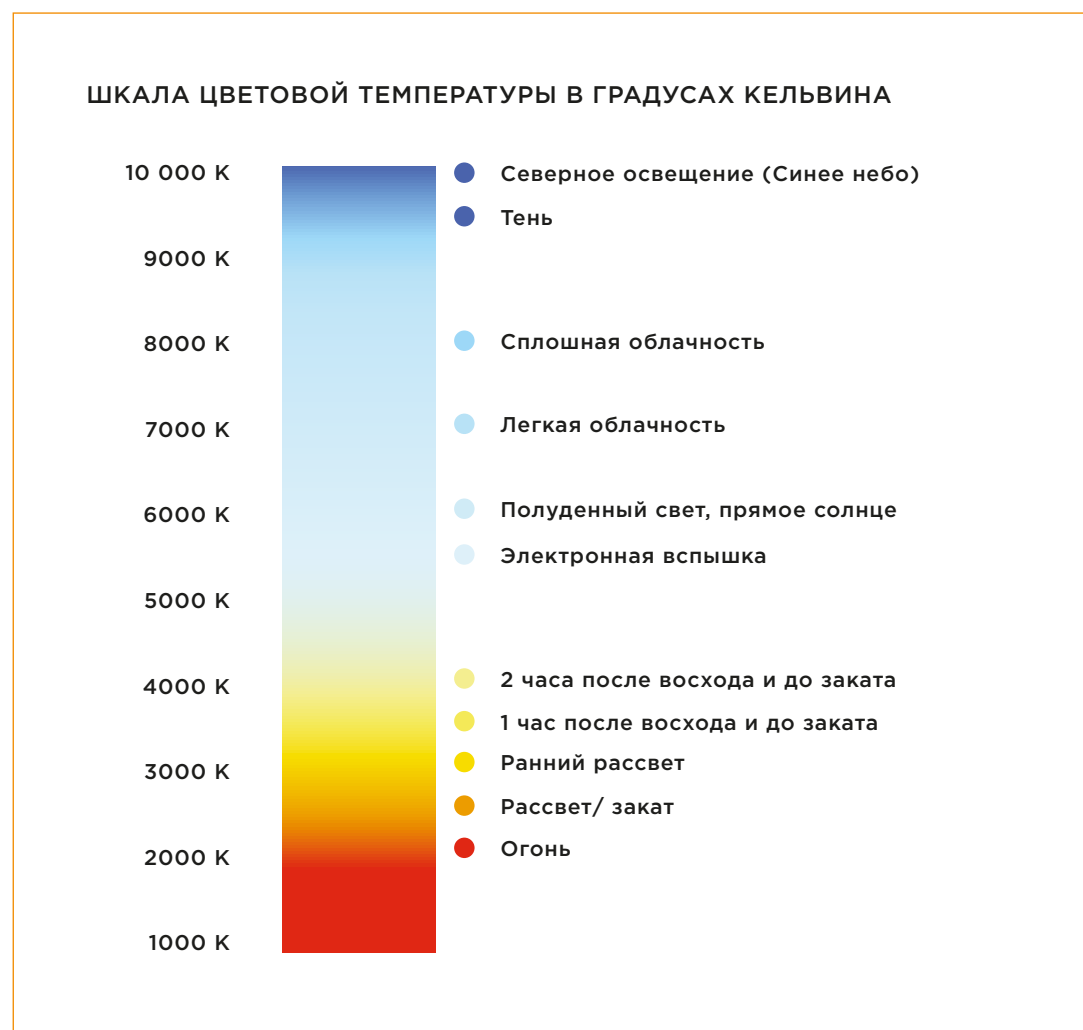 ШКАЛА ЦВЕТОВОЙ ТЕМПЕРАТУРЫ В ГРАДУСАХ КЕЛЬВИНА
10 000 К
Северное освещение (Синее небо)
Тень
9000 К
8000 К
Сплошная облачность
7000 К
Легкая облачность
6000 К
Полуденный свет, прямое солнце
Электронная вспышка
5000 К
4000 К
2 часа после восхода и до заката
1 час после восхода и до заката
3000 К
Ранний рассвет
Рассвет/ закат
2000 К
Огонь
1000 К